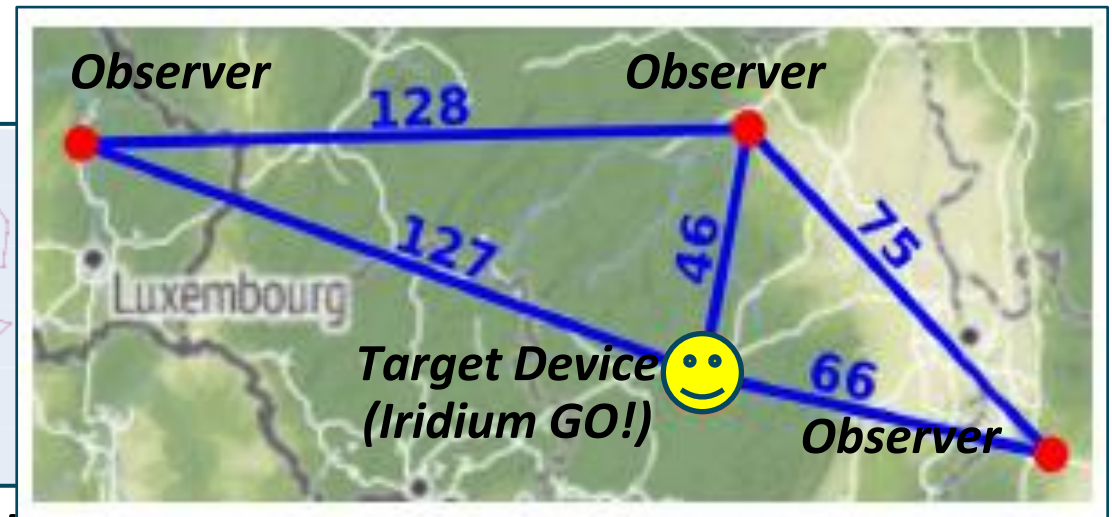 Observer
Observer
128
127
46
75
Luxembourg
Target Device
(Iridium GO!)
66
Observer